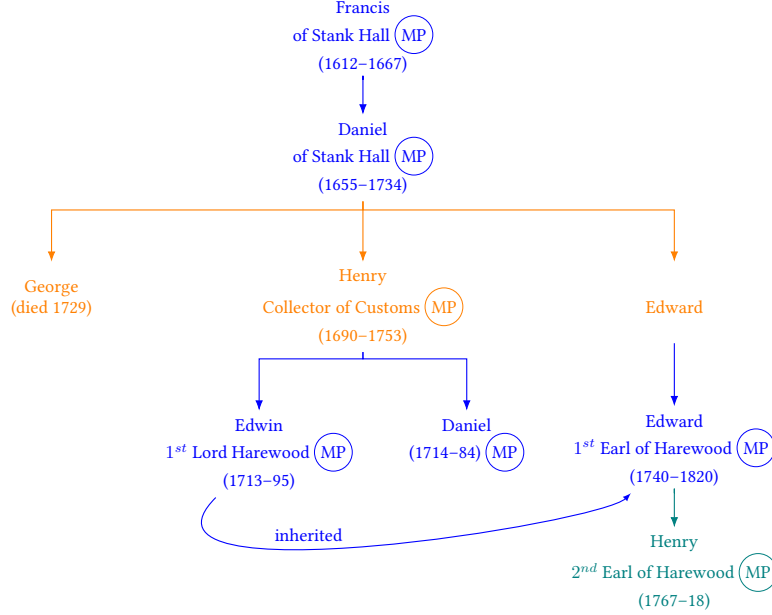 Francis
of Stank Hall MP
(1612–1667)
Daniel
of Stank Hall MP
(1655–1734)
George
(died 1729)
Henry
Collector of Customs MP
(1690–1753)
Edward
Edwin
1st Lord Harewood MP
(1713–95)
Daniel
(1714–84) MP
Edward
1st Earl of Harewood MP
(1740–1820)
inherited
Henry
2nd Earl of Harewood MP
(1767–18)